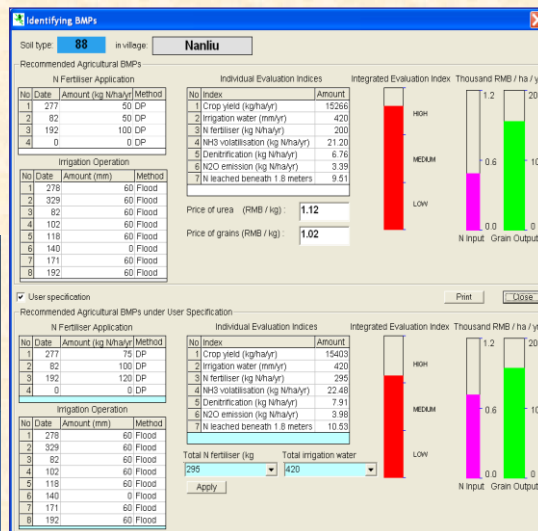 Identifying BMPs
Soil type: 88 in village: Nanliu
Recommended Agricultural BMPs
N Fertiliser Application
No Date Amount (kg N/ha/yr) Method
1 277 50 DP
2 82 50 DP
3 192 100 DP
4 0 0 DP
Irrigation Operation
No Date Amount (mm) Method
1 278 60 Flood
2 329 60 Flood
3 82 60 Flood
4 102 60 Flood
5 118 60 Flood
6 140 0 Flood
7 171 60 Flood
8 192 60 Flood
Individual Evaluation Indices
No Index Amount
1 Crop yield (kg/ha/yr) 15266
2 Irrigation water (mm/yr) 420
3 N fertiliser (kg N/ha/yr) 200
4 NH3 volatilisation (kg N/ha/yr) 21.20
5 Denitrification (kg N/ha/yr) 6.76
6 N2O emission (kg N/ha/yr) 3.39
7 N leached beneath 1.8 meters 9.51
Price of urea (RMB / kg) : 1.12
Price of grains (RMB / kg) : 1.02
Integrated Evaluation Index
HIGH
MEDIUM
LOW
Thousand RMB / ha / yr
1.2 20
0.6 10
0.0 0
N Input Grain Output
User specification
Print Close
Recommended Agricultural BMPs under User Specification
N Fertiliser Application
No Date Amount (kg N/ha/yr) Method
1 277 75 DP
2 82 100 DP
3 192 120 DP
4 0 0 DP
Irrigation Operation
No Date Amount (mm) Method
1 278 60 Flood
2 329 60 Flood
3 82 60 Flood
4 102 60 Flood
5 118 60 Flood
6 140 0 Flood
7 171 60 Flood
8 192 60 Flood
Individual Evaluation Indices
No Index Amount
1 Crop yield (kg/ha/yr) 15403
2 Irrigation water (mm/yr) 420
3 N fertiliser (kg N/ha/yr) 295
4 NH3 volatilisation (kg N/ha/yr) 22.48
5 Denitrification (kg N/ha/yr) 7.91
6 N2O emission (kg N/ha/yr) 3.98
7 N leached beneath 1.8 meters 10.53
Total N fertiliser (kg Total irrigation water
295 420
Apply
Integrated Evaluation Index
HIGH
MEDIUM
LOW
Thousand RMB / ha / yr
1.2 20
0.6 10
0.0 0
N Input Grain Output